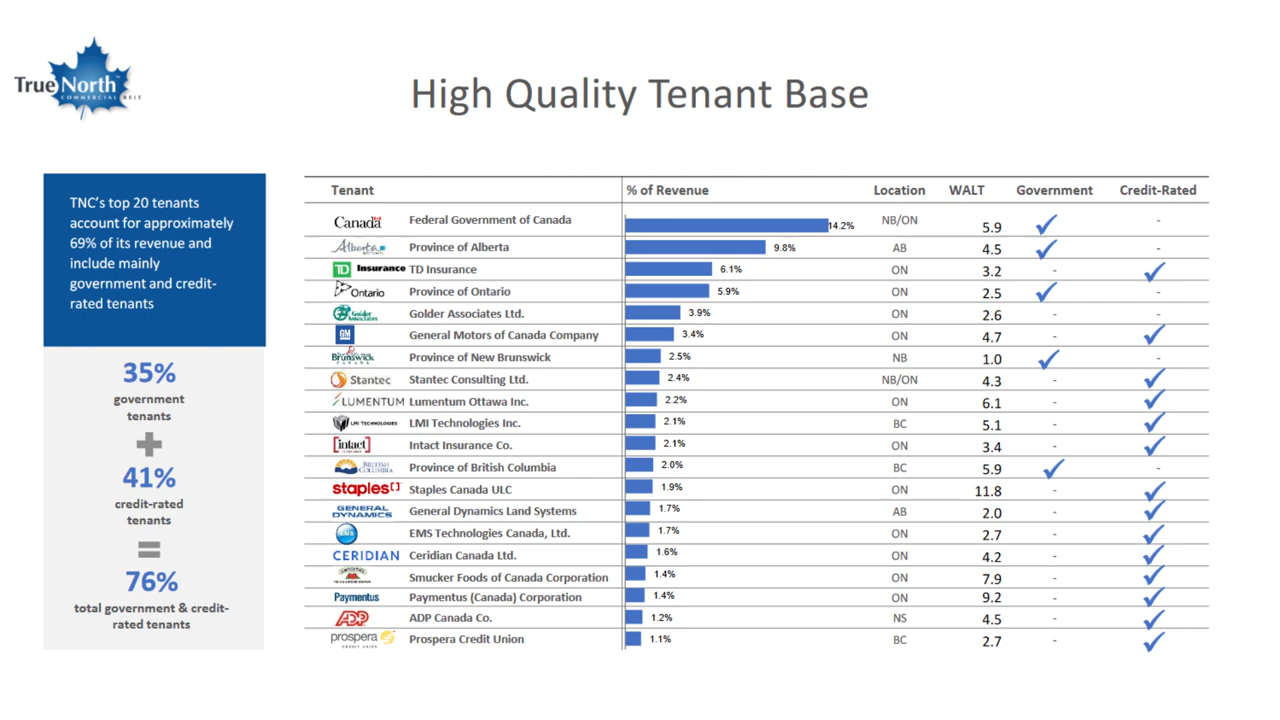 TrueNorth
COMMERCIAL REIT
High Quality Tenant Base
TNC's top 20 tenants
account for approximately
69% of its revenue and
include mainly
government and credit-
rated tenants
35%
government
tenants
+
41%
credit-rated
tenants
=
76%
total government & credit-
rated tenants
Tenant % of Revenue Location WALT Government Credit-Rated
Canada Federal Government of Canada 14.2% NB/ON 5.9 ✓ -
Alberta Province of Alberta 9.8% AB 4.5 ✓ -
TD Insurance TD Insurance 6.1% ON 3.2 - ✓
Ontario Province of Ontario 5.9% ON 2.5 ✓ -
Golder Associates Golder Associates Ltd. 3.9% ON 2.6 - -
GM General Motors of Canada Company 3.4% ON 4.7 - ✓
Brunswick Province of New Brunswick 2.5% NB 1.0 ✓ -
Stantec Stantec Consulting Ltd. 2.4% NB/ON 4.3 - ✓
LUMENTUM Lumentum Ottawa Inc. 2.2% ON 6.1 - ✓
LMI TECHNOLOGIES LMI Technologies Inc. 2.1% BC 5.1 - ✓
[intact] Intact Insurance Co. 2.1% ON 3.4 - ✓
BRITISH COLUMBIA Province of British Columbia 2.0% BC 5.9 ✓ -
staples Staples Canada ULC 1.9% ON 11.8 - ✓
GENERAL DYNAMICS General Dynamics Land Systems 1.7% AB 2.0 - ✓
EMS EMS Technologies Canada, Ltd. 1.7% ON 2.7 - ✓
CERIDIAN Ceridian Canada Ltd. 1.6% ON 4.2 - ✓
Smucker Foods of Canada Corporation 1.4% ON 7.9 - ✓
Paymentus Paymentus (Canada) Corporation 1.4% ON 9.2 - ✓
ADP ADP Canada Co. 1.2% NS 4.5 - ✓
prospera CREDIT UNION Prospera Credit Union 1.1% BC 2.7 - ✓